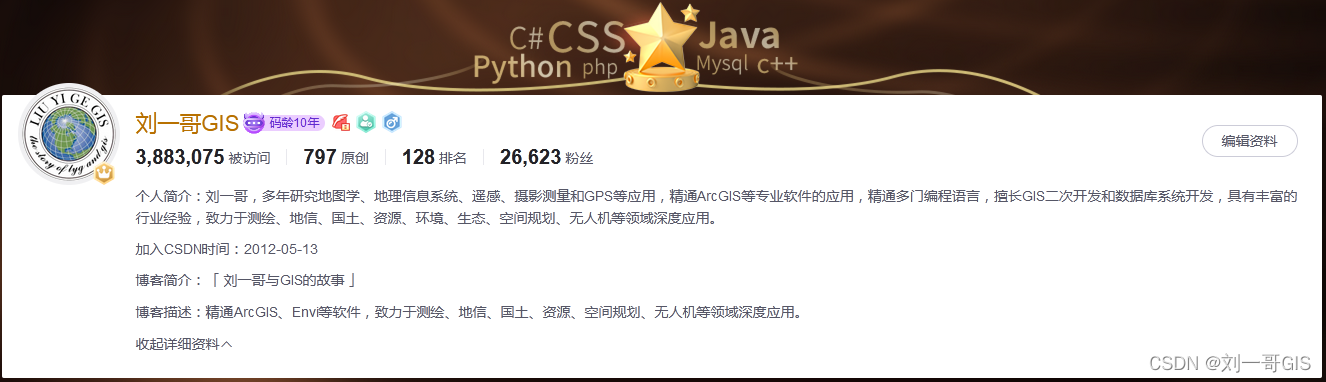 C# CSS Java
Python php Mysql c++
LIU YI GE GIS
the story of lyg and gis
刘一哥GIS 码龄10年
3,883,075 被访问 797 原创 128 排名 26,623 粉丝
编辑资料
个人简介：刘一哥，多年研究地图学、地理信息系统、遥感、摄影测量和GPS等应用，精通ArcGIS等专业软件的应用，精通多门编程语言，擅长GIS二次开发和数据库系统开发，具有丰富的
行业经验，致力于测绘、地信、国土、资源、环境、生态、空间规划、无人机等领域深度应用。
加入CSDN时间：2012-05-13
博客简介：「 刘一哥与GIS的故事 」
博客描述：精通ArcGIS、Envi等软件，致力于测绘、地信、国土、资源、空间规划、无人机等领域深度应用。
收起详细资料
CSDN @刘一哥GIS